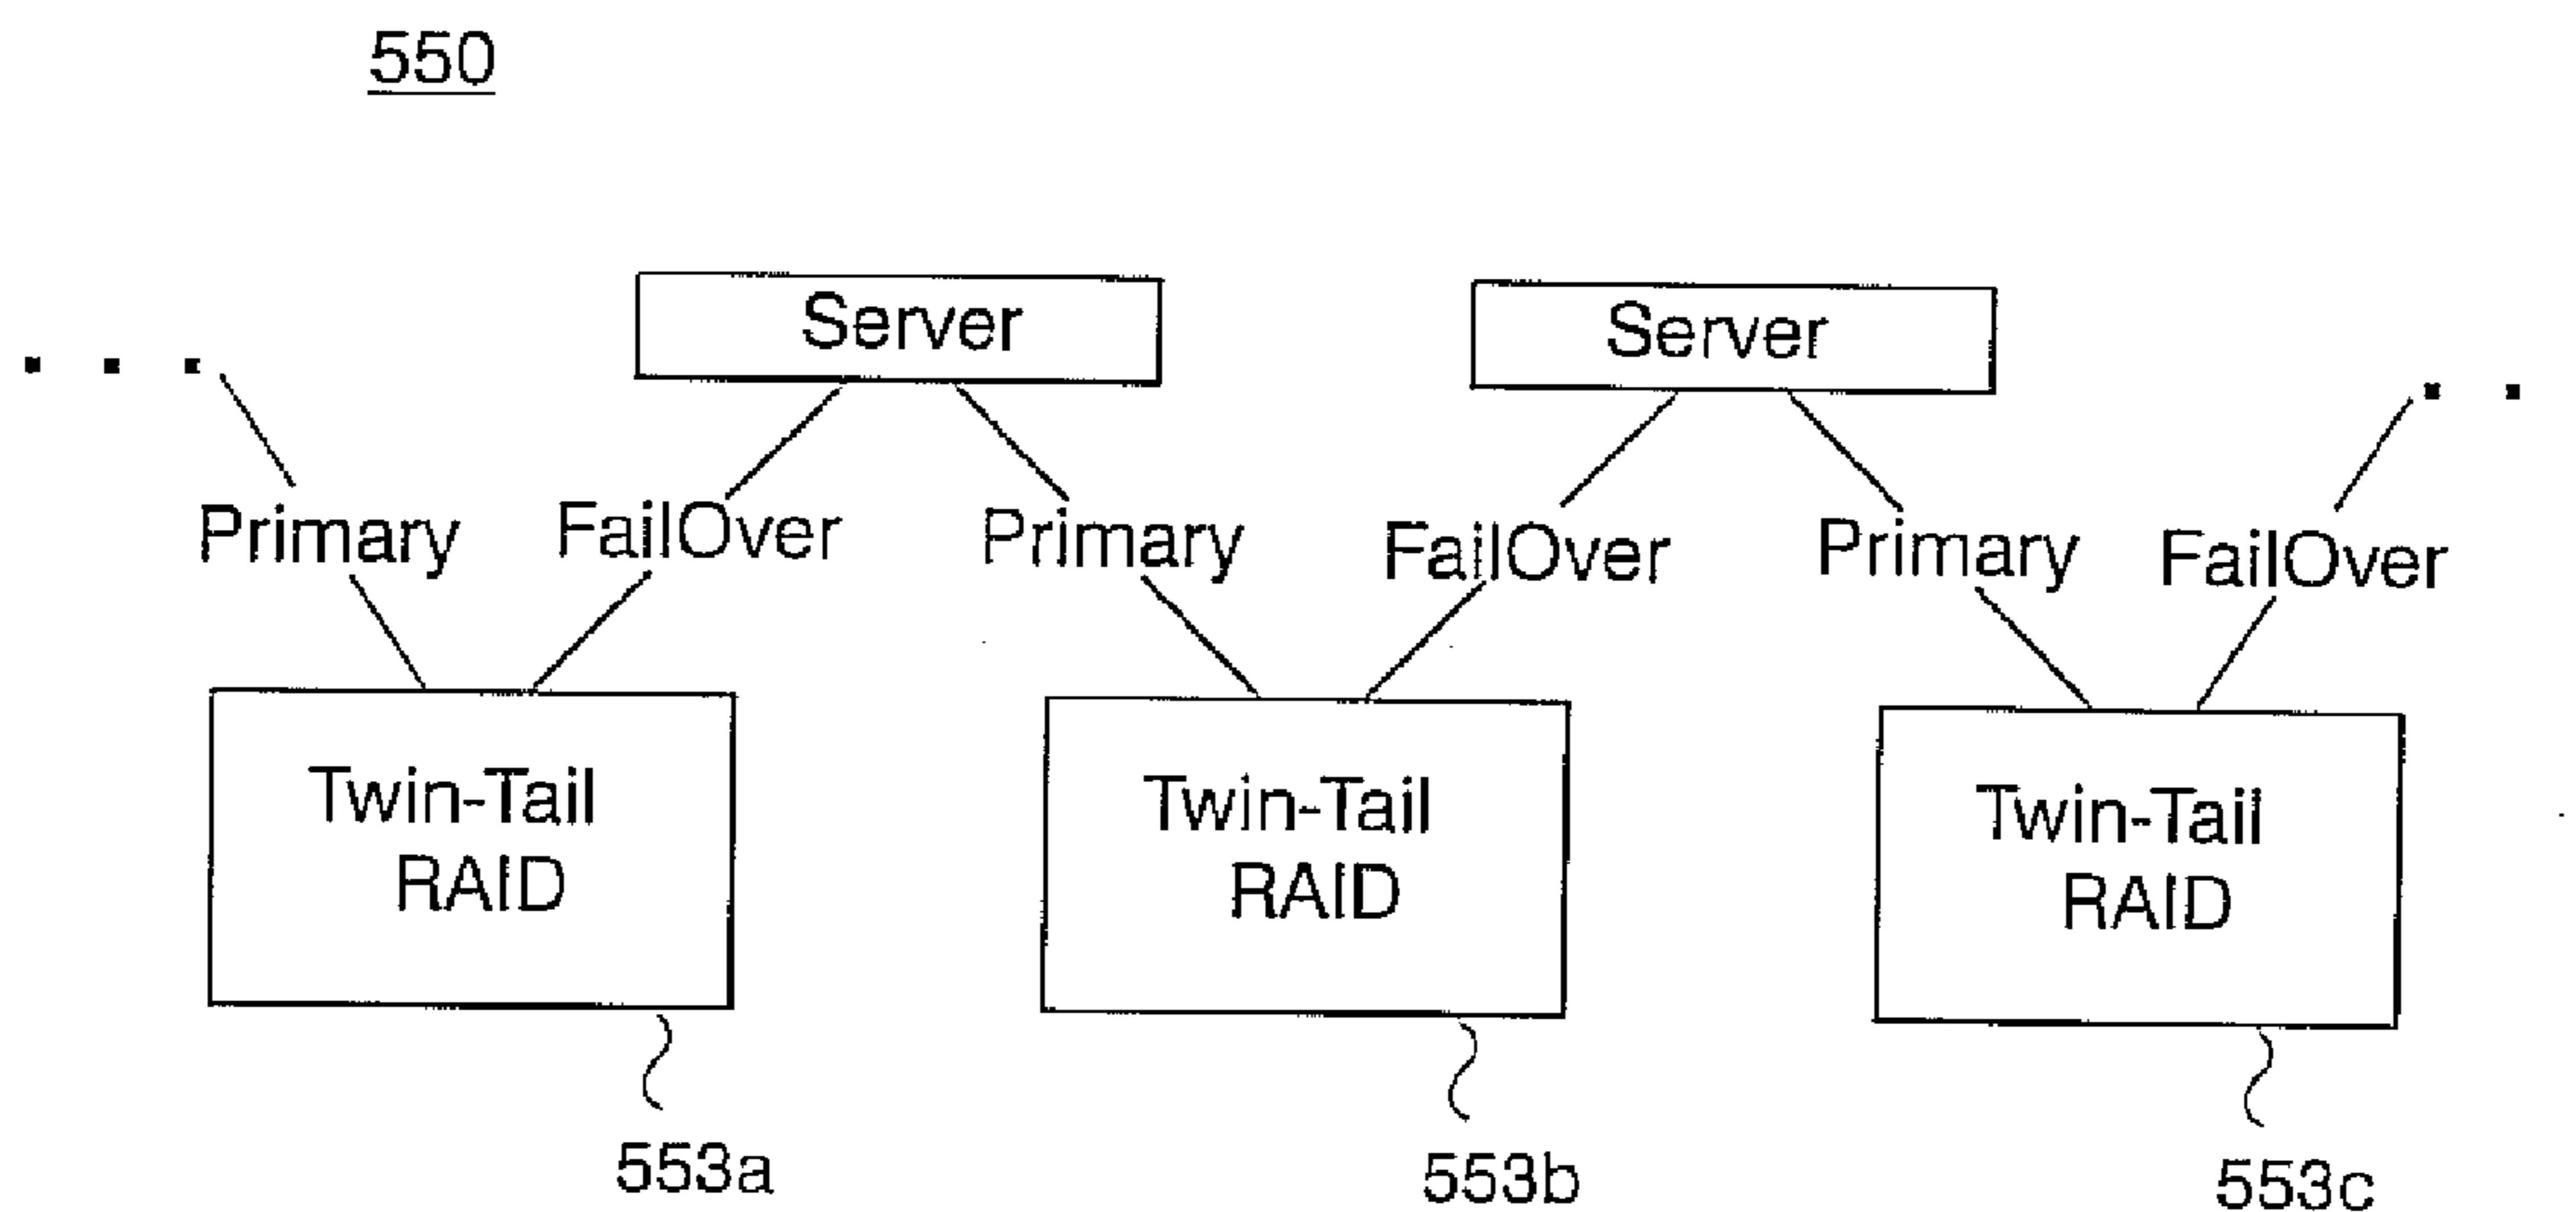 550
Server
Server
Primary
FailOver
Primary
FailOver
Primary
FailOver
Twin-Tail
RAID
Twin-Tail
RAID
Twin-Tail
RAID
553a
553b
553c